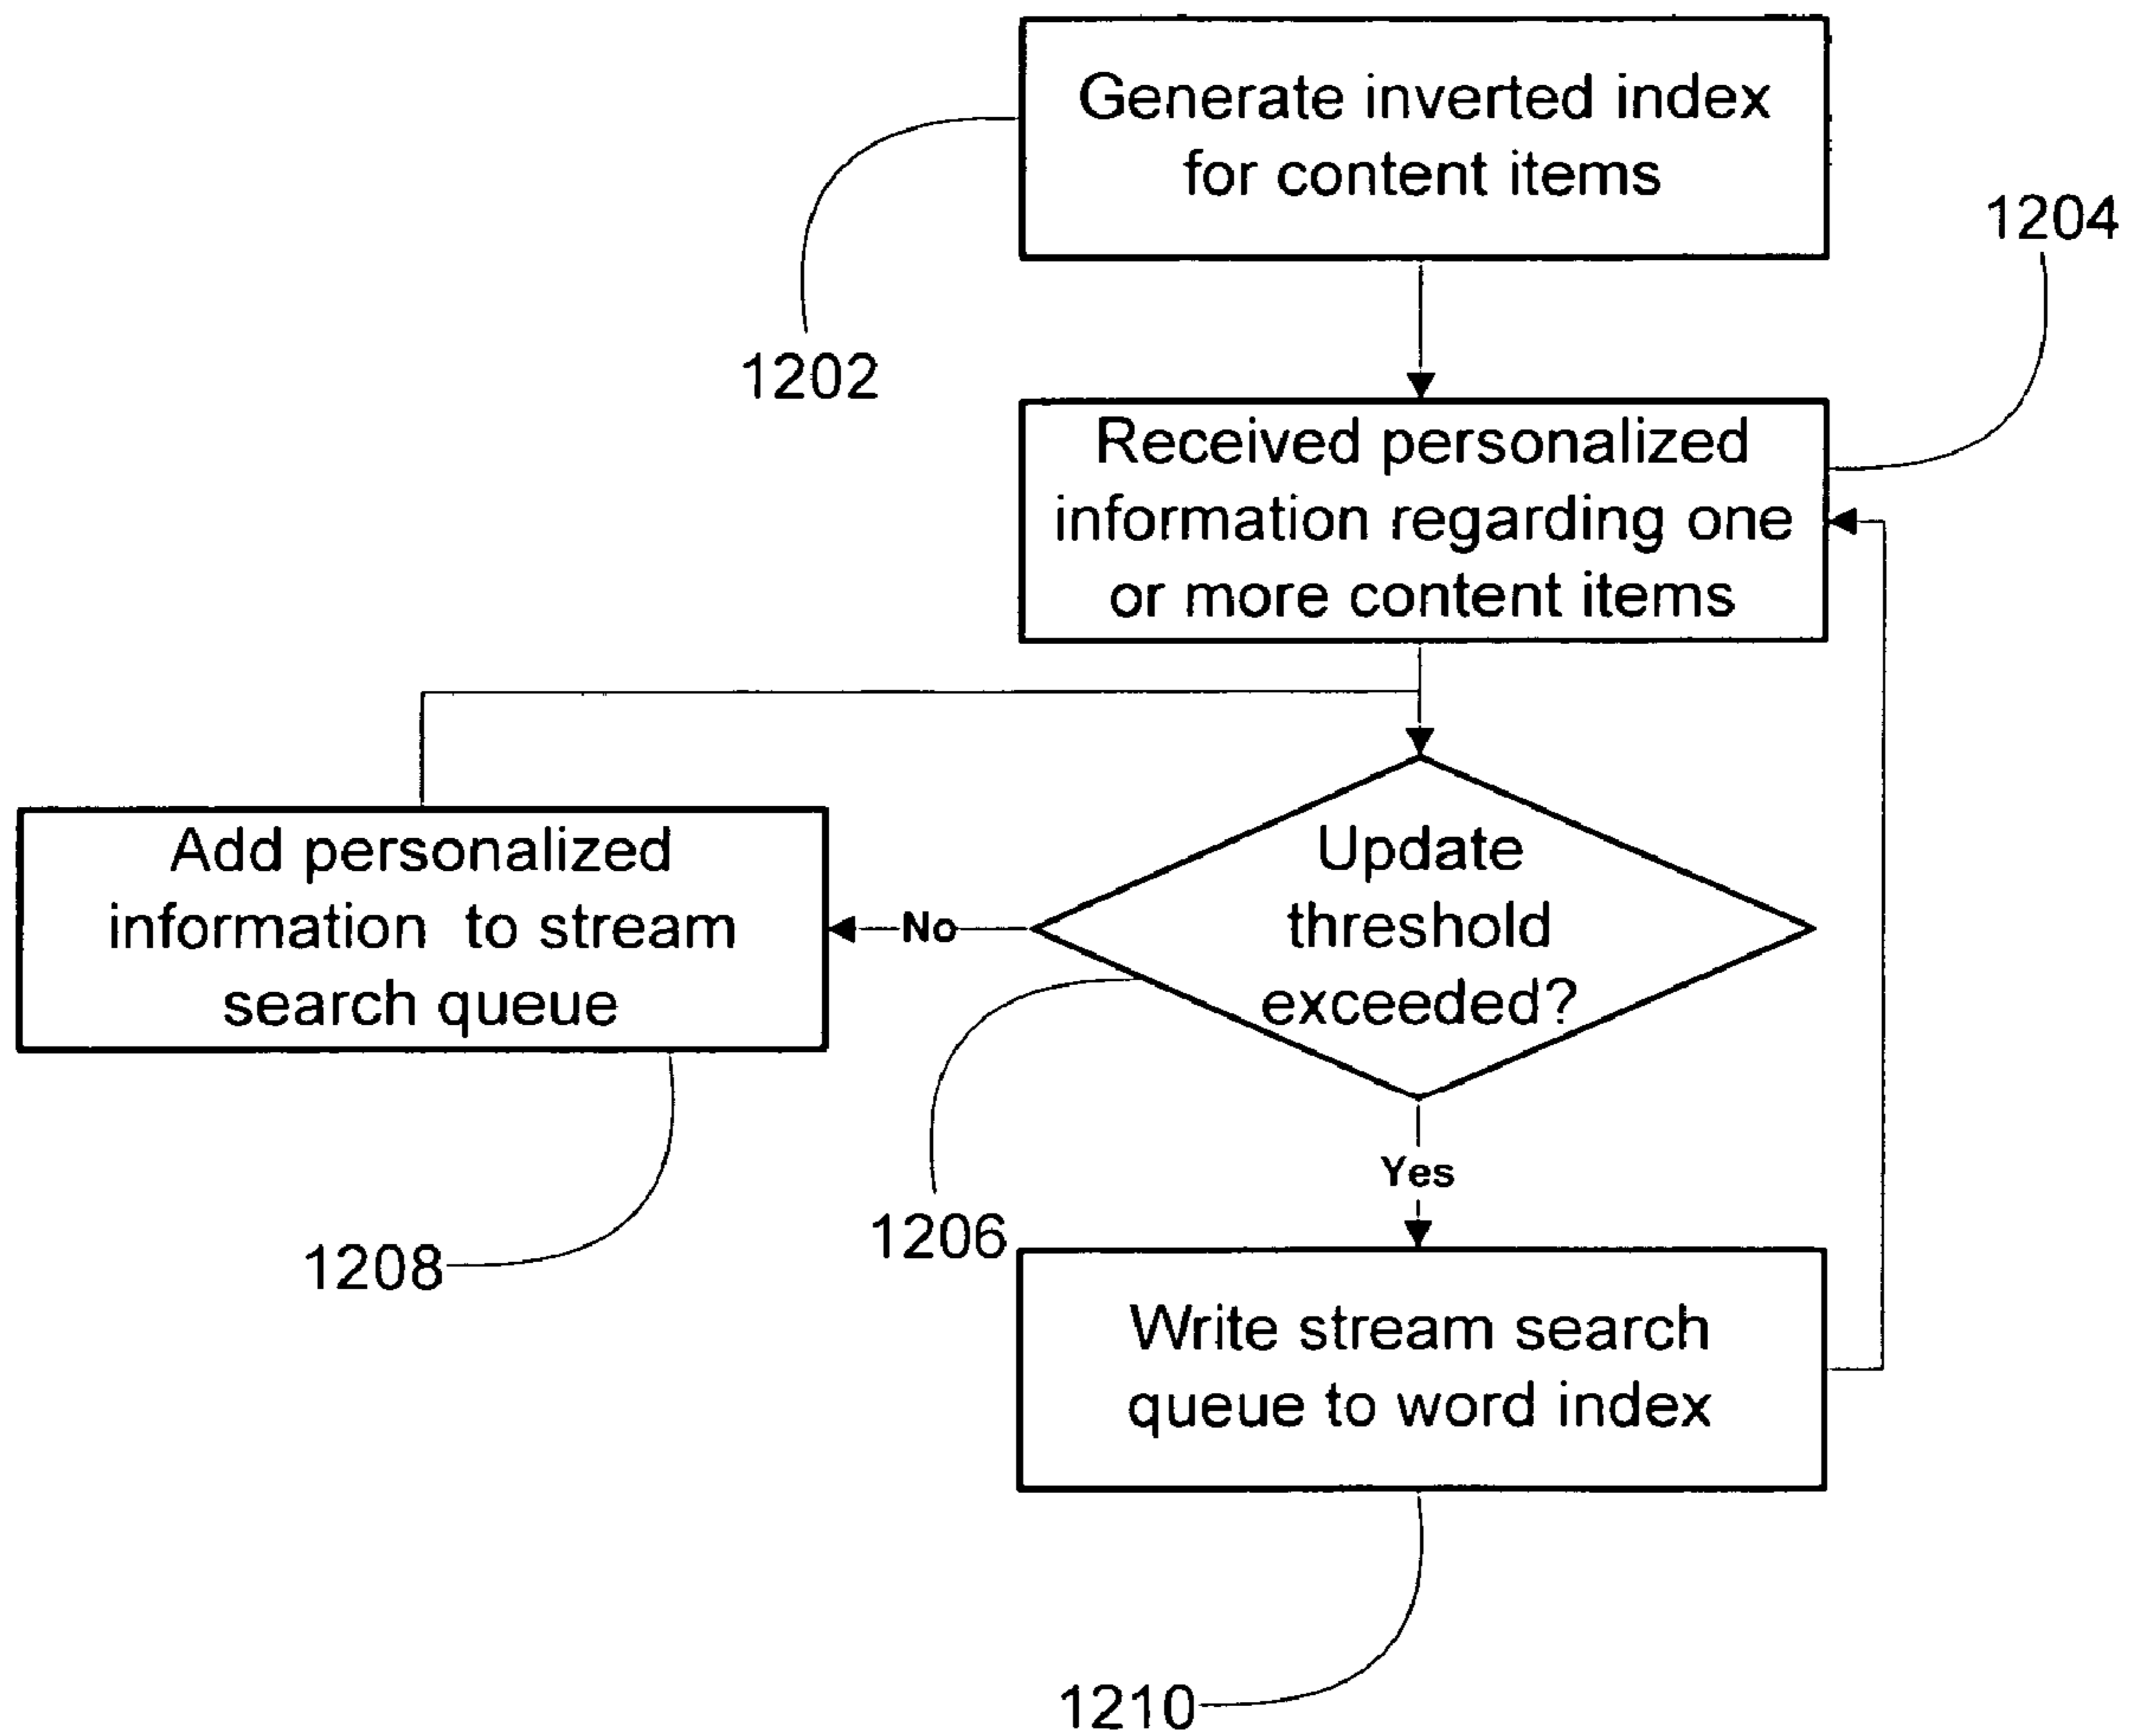 Generate inverted index
for content items
1204
1202
Received personalized
information regarding one
or more content items
Add personalized
information to stream
search queue
No
Update
threshold
exceeded?
Yes
1206
1208
Write stream search
queue to word index
1210